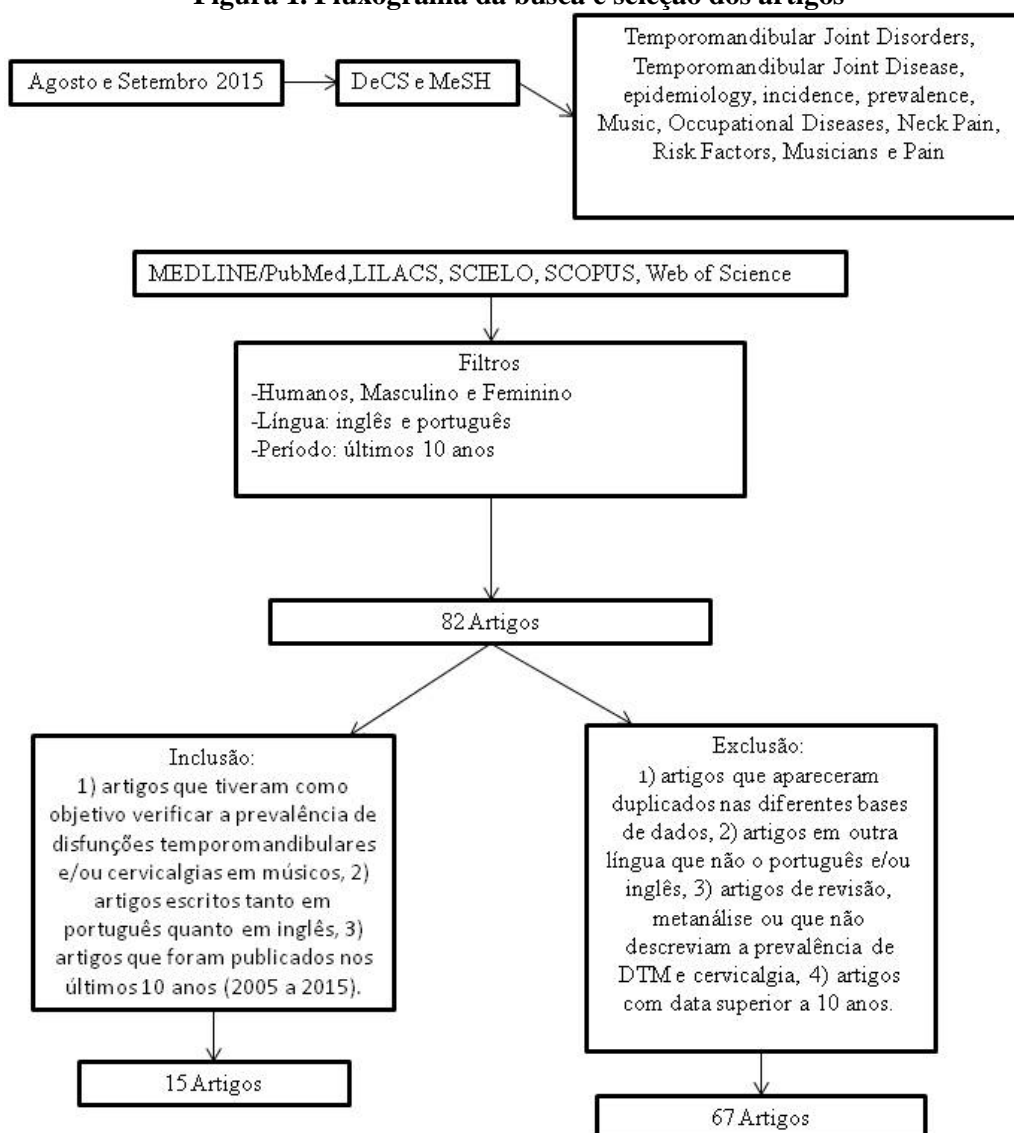 Figura 1. Fluxograma da busca e seleção dos artigos
Agosto e Setembro 2015
DeCS e MeSH
Temporomandibular Joint Disorders,
Temporomandibular Joint Disease,
epidemiology, incidence, prevalence,
Music, Occupational Diseases, Neck Pain,
Risk Factors, Musicians e Pain
MEDLINE/PubMed,LILACS, SCIELO, SCOPUS, Web of Science
Filtros
-Humanos, Masculino e Feminino
-Língua: inglês e português
-Período: últimos 10 anos
82 Artigos
Inclusão:
1) artigos que tiveram como
objetivo verificar a prevalência de
disfunções temporomandibulares
e/ou cervicalgias em músicos, 2)
artigos escritos tanto em
português quanto em inglês, 3)
artigos que foram publicados nos
últimos 10 anos (2005 a 2015).
15 Artigos
Exclusão:
1) artigos que apareceram
duplicados nas diferentes bases
de dados, 2) artigos em outra
língua que não o português e/ou
inglês, 3) artigos de revisão,
metanálise ou que não
descreviam a prevalência de
DTM e cervicalgia, 4) artigos
com data superior a 10 anos.
67 Artigos